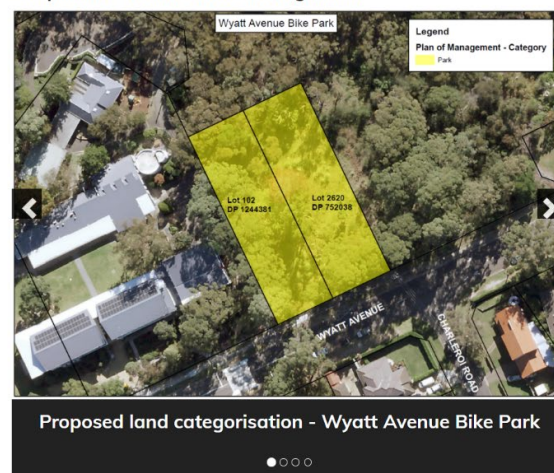 Wyatt Avenue Bike Park
Legend
Plan of Management - Category
Park
Lot 102
DP 1244381
Lot 2620
DP 752038
WYATT AVENUE
CHARLEROI ROAD
Proposed land categorisation - Wyatt Avenue Bike Park